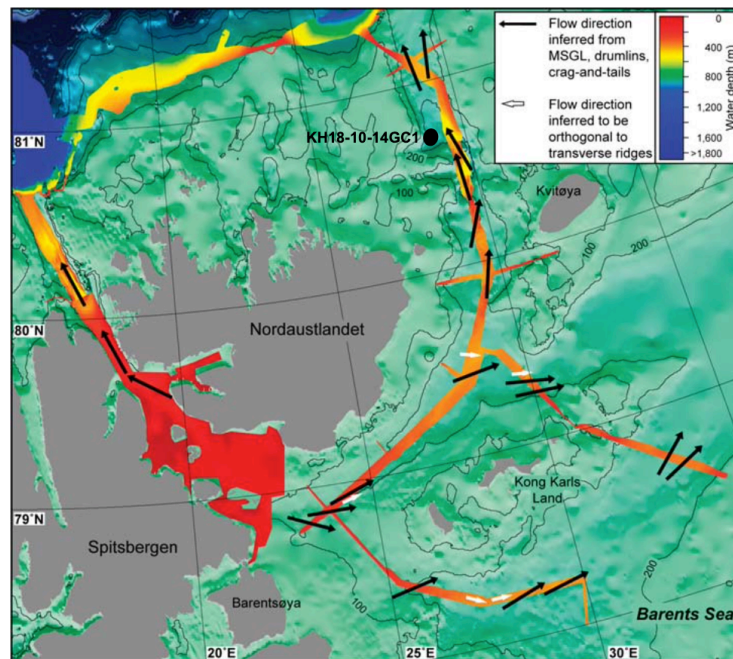 Flow direction
inferred from
MSGL, drumlins,
crag-and-tails
Flow direction
inferred to be
orthogonal to
transverse ridges
0
400
800
1,200
1,600
>1,800
Water depth (m)
81°N
KH18-10-14GC1
200
100
Kvitøya
100
200
80°N
Nordaustlandet
79°N
Kong Karls
Land
Spitsbergen
Barentsøya
100
200
Barents Sea
20°E
25°E
30°E